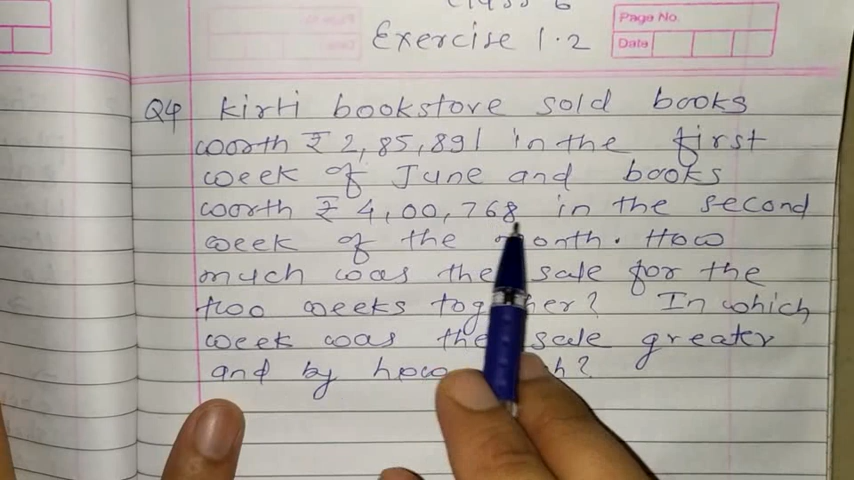 Class 6
Page No.
Exercise 1.2
Date
Q4 Kirti bookstore sold books
worth ₹ 2,85,891 in the first
week of June and books
worth ₹ 4,00,768 in the second
week of the month. How
much was the sale for the
two weeks together? In which
week was the sale greater
and by how